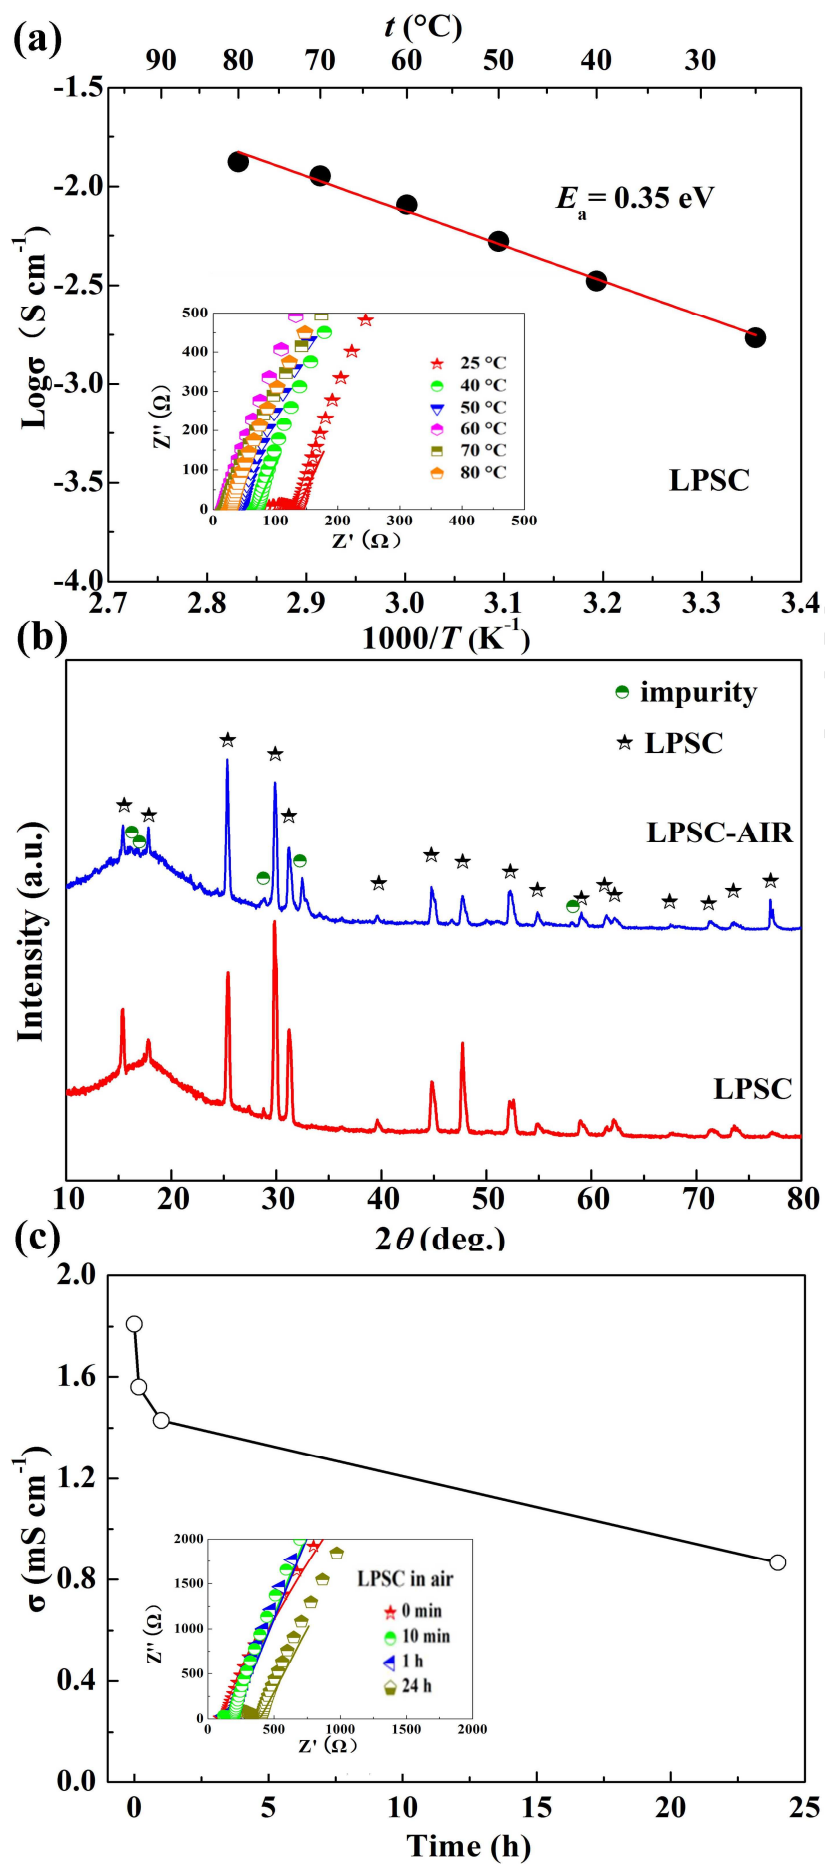 (a)
t (°C)
90 80 70 60 50 40 30
-1.5
-2.0
-2.5
-3.0
-3.5
-4.0
Logσ (S cm⁻¹)
Eₐ = 0.35 eV
500
400
300
200
100
0
Z'' (Ω)
25 °C
40 °C
50 °C
60 °C
70 °C
80 °C
0 100 200 300 400 500
Z' (Ω)
LPSC
2.7 2.8 2.9 3.0 3.1 3.2 3.3 3.4
1000/T (K⁻¹)
(b)
impurity
LPSC
LPSC-AIR
LPSC
Intensity (a.u.)
10 20 30 40 50 60 70 80
2θ (deg.)
(c)
2.0
1.6
1.2
0.8
0.4
0.0
σ (mS cm⁻¹)
2000
1500
1000
500
0
Z'' (Ω)
LPSC in air
0 min
10 min
1 h
24 h
0 500 1000 1500 2000
Z' (Ω)
0 5 10 15 20 25
Time (h)